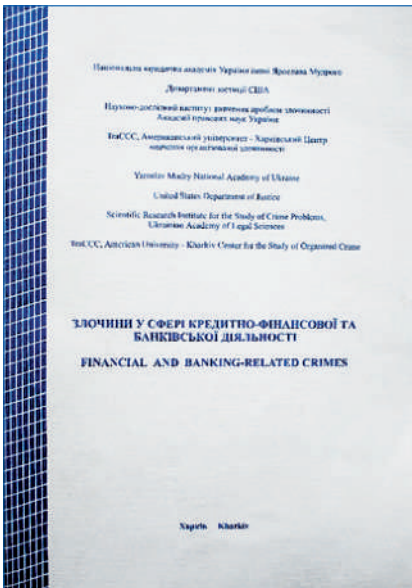 Національна юридична академія України імені Ярослава Мудрого
Департамент юстиції США
Науково-дослідний інститут вивчення проблем злочинності
Академії правових наук України
TraCCC, Американський університет - Харківський Центр
вивчення організованої злочинності
Yaroslav Mudry National Academy of Ukraine
United States Department of Justice
Scientific Research Institute for the Study of Crime Problems,
Ukrainian Academy of Legal Sciences
TraCCC, American University - Kharkiv Center for the Study of Organized Crime
ЗЛОЧИНИ У СФЕРІ КРЕДИТНО-ФІНАНСОВОЇ ТА
БАНКІВСЬКОЇ ДІЯЛЬНОСТІ
FINANCIAL AND BANKING-RELATED CRIMES
Харків Kharkiv